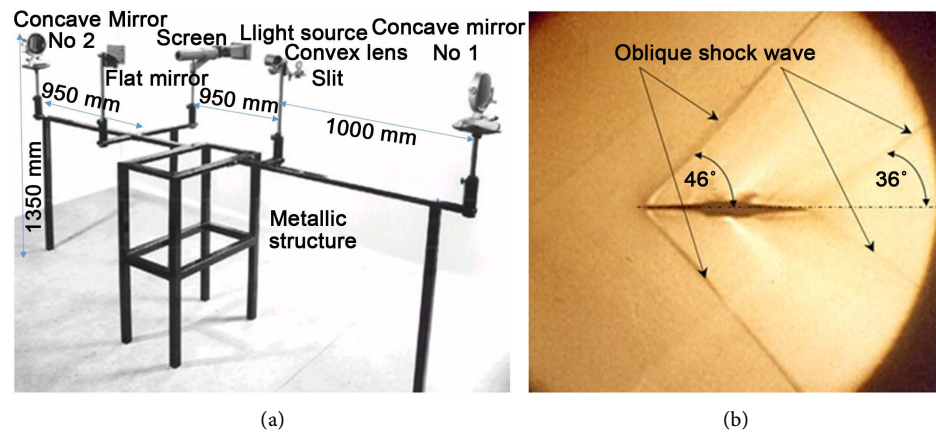 Concave Mirror
No 2
Screen
Llight source
Concave mirror
No 1
Convex lens
Flat mirror
Slit
950 mm
950 mm
1000 mm
1350 mm
Metallic
structure
(a)
Oblique shock wave
46°
36°
(b)